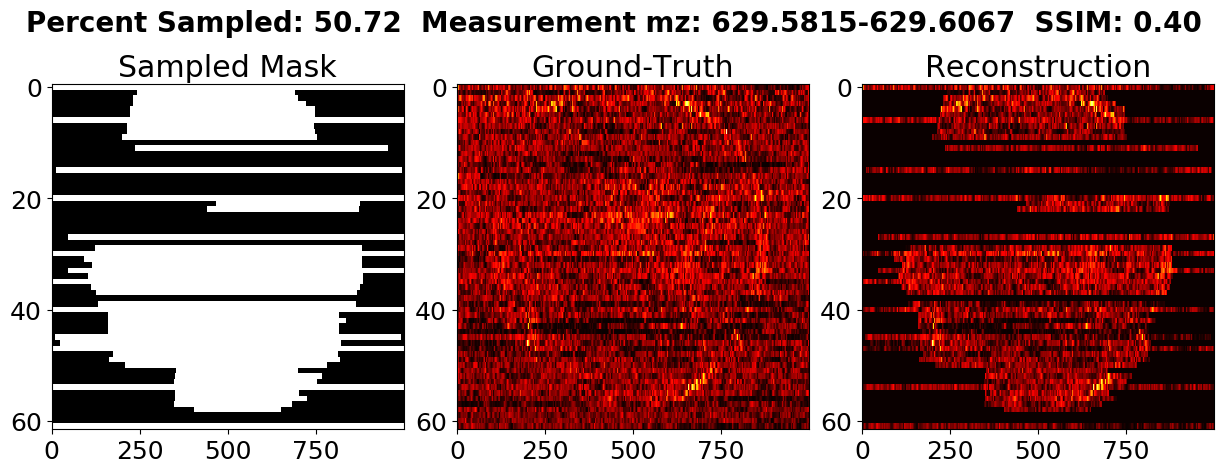 Percent Sampled: 50.72  Measurement mz: 629.5815-629.6067  SSIM: 0.40
Sampled Mask Ground-Truth Reconstruction
0 0 0
20 20 20
40 40 40
60 60 60
0 250 500 750 0 250 500 750 0 250 500 750